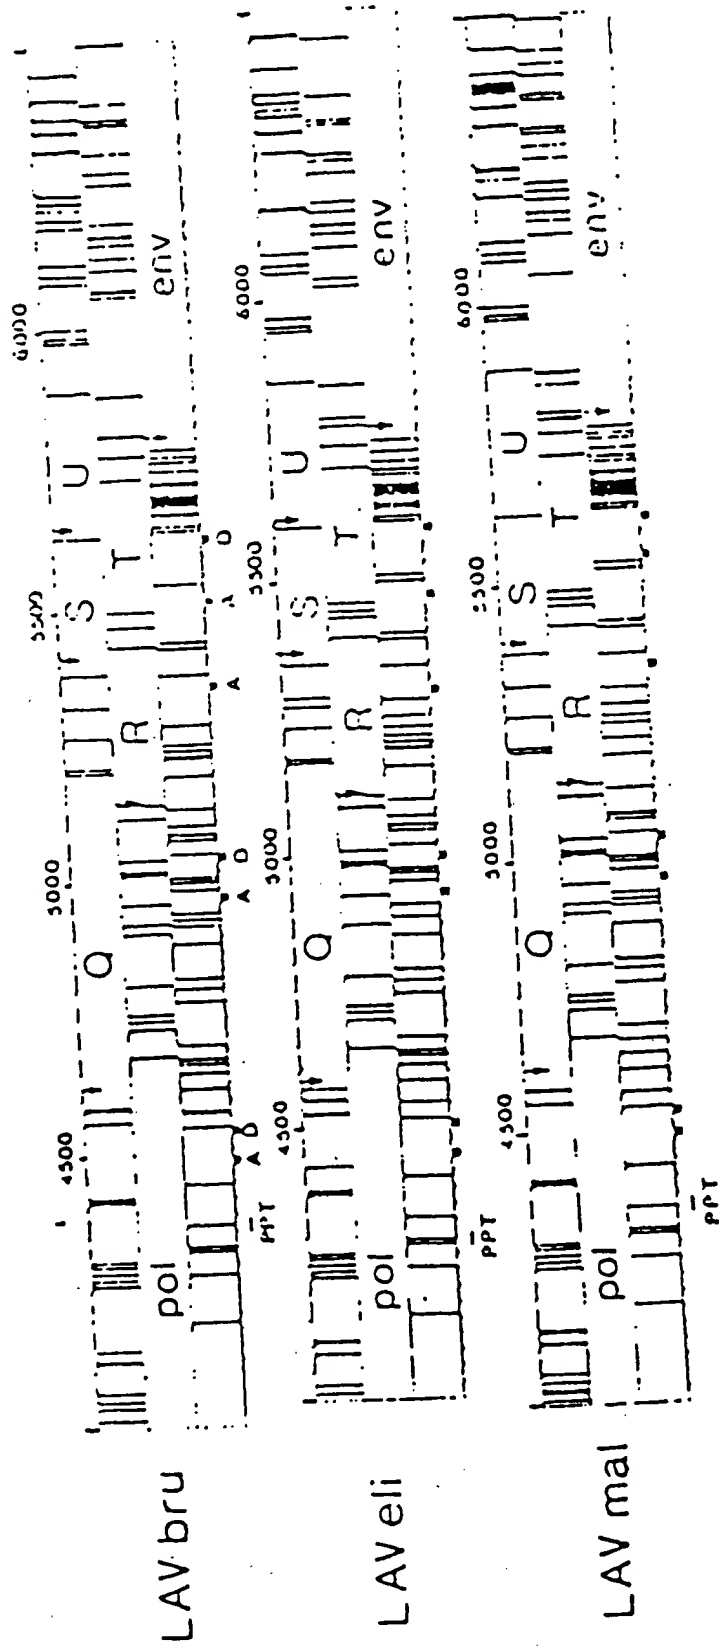 LAV bru
pol
4500
Q
5000
R
5500
S
T
U
6000
env
PPT
A
D
A
D
A
A
D
LAV eli
pol
4500
Q
5000
R
5500
S
T
U
6000
env
PPT
LAV mal
pol
4500
Q
5000
R
5500
S
T
U
6000
env
PPT